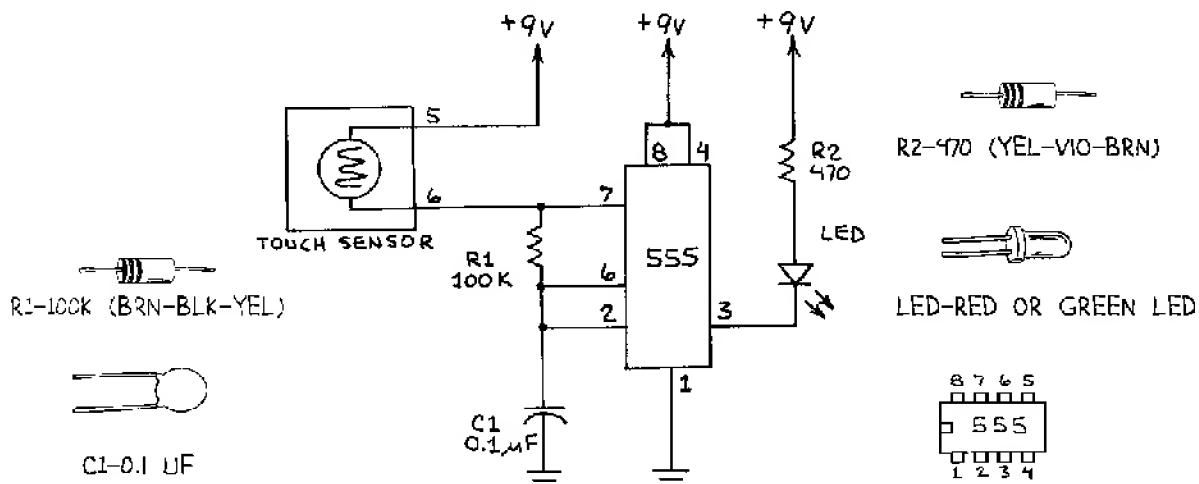 +9V
+9V
+9V
5
8
4
R2
470
R2-470 (YEL-VIO-BRN)
6
7
TOUCH SENSOR
LED
R1
100K
555
6
R1-100K (BRN-BLK-YEL)
2
3
LED-RED OR GREEN LED
1
8 7 6 5
C1
0.1µF
555
C1-0.1 UF
1 2 3 4